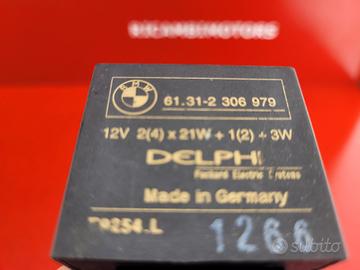 RICAMBIMOTORE
BMW
61.31-2 306 979
12V 2(4) x 21W + 1(2) + 3W
DELPHI
Packard Electric Systems
Made in Germany
1266
subito